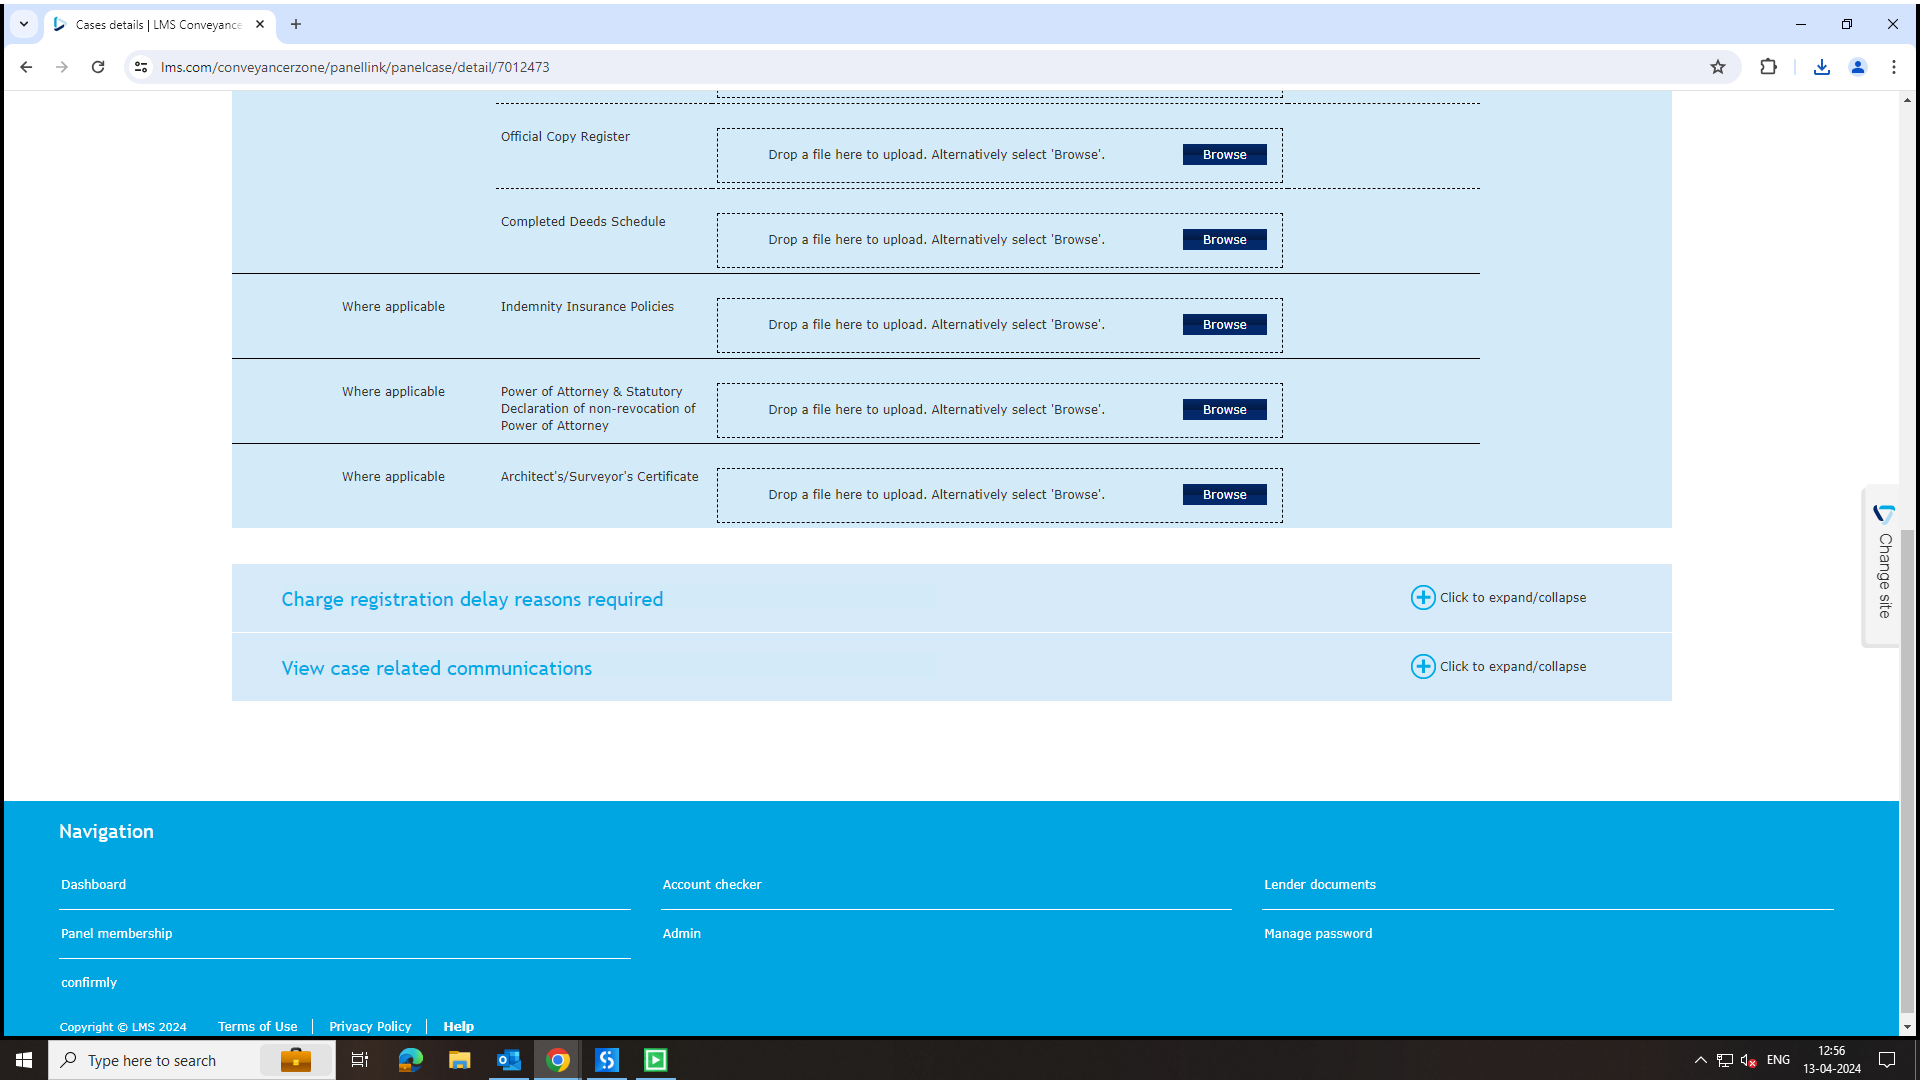 Cases details | LMS Conveyance
lms.com/conveyancerzone/panellink/panelcase/detail/7012473
Official Copy Register
Drop a file here to upload. Alternatively select 'Browse'.
Browse
Completed Deeds Schedule
Drop a file here to upload. Alternatively select 'Browse'.
Browse
Where applicable
Indemnity Insurance Policies
Drop a file here to upload. Alternatively select 'Browse'.
Browse
Where applicable
Power of Attorney & Statutory
Declaration of non-revocation of
Power of Attorney
Drop a file here to upload. Alternatively select 'Browse'.
Browse
Where applicable
Architect's/Surveyor's Certificate
Drop a file here to upload. Alternatively select 'Browse'.
Browse
Change site
Charge registration delay reasons required
Click to expand/collapse
View case related communications
Click to expand/collapse
Navigation
Dashboard
Account checker
Lender documents
Panel membership
Admin
Manage password
confirmly
Copyright © LMS 2024
Terms of Use
Privacy Policy
Help
Type here to search
ENG
12:56
13-04-2024